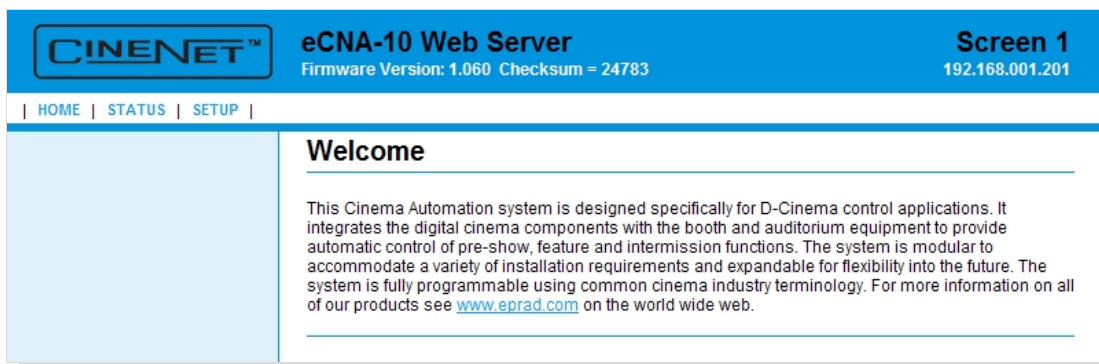 CINENET™
eCNA-10 Web Server
Firmware Version: 1.060 Checksum = 24783
Screen 1
192.168.001.201
| HOME | STATUS | SETUP |
Welcome
This Cinema Automation system is designed specifically for D-Cinema control applications. It
integrates the digital cinema components with the booth and auditorium equipment to provide
automatic control of pre-show, feature and intermission functions. The system is modular to
accommodate a variety of installation requirements and expandable for flexibility into the future. The
system is fully programmable using common cinema industry terminology. For more information on all
of our products see www.eprad.com on the world wide web.